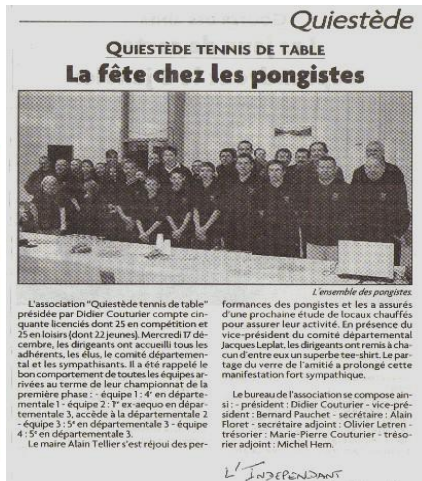 Quiestède
QUIESTÈDE TENNIS DE TABLE
La fête chez les pongistes
L'ensemble des pongistes.
L'association "Quiestède tennis de table"
présidée par Didier Couturier compte cin-
quante licenciés dont 25 en compétition et
25 en loisirs (dont 22 jeunes). Mercredi 17 dé-
cembre, les dirigeants ont accueilli tous les
adhérents, les élus, le comité départemen-
tal et les sympathisants. Il a été rappelé le
bon comportement de toutes les équipes
arrivées au terme de leur championnat de la
première phase : - équipe 1 : 4e en départe-
mentale 1 - équipe 2 : 1er ex-aequo en dépar-
tementale 3, accède à la départementale 2
- équipe 3 : 5e en départementale 3 - équipe
4 : 5e en départementale 3.
Le maire Alain Tellier s'est réjoui des per-
formances des pongistes et les a assurés
d'une prochaine étude de locaux chauffés
pour assurer leur activité. En présence du
vice-président du comité départemental
Jacques Leplar, les dirigeants ont remis à cha-
cun d'entre eux un superbe tee-shirt. Le par-
tage du verre de l'amitié a prolongé cette
manifestation fort sympathique.
Le bureau de l'association se compose ain-
si : - président : Didier Couturier - vice-pré-
sident : Bernard Pauchet - secrétaire : Alain
Floret - secrétaire adjoint : Olivier Letren -
trésorier : Marie-Pierre Couturier - tréso-
rier adjoint : Michel Hem.
L'INDEPENDANT